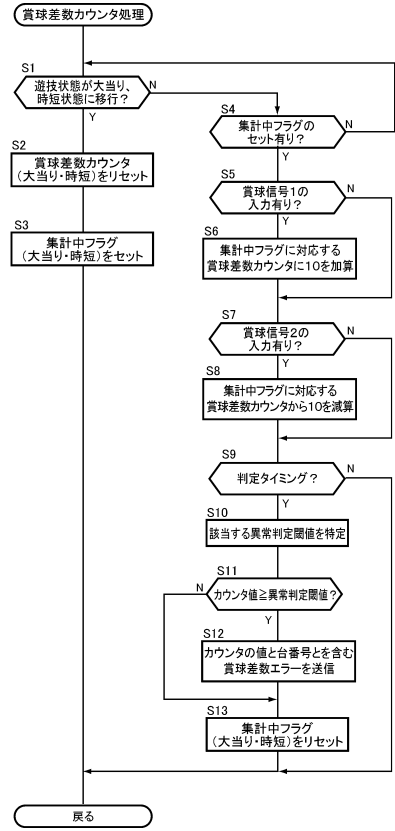 賞球差数カウンタ処理
S1
遊技状態が大当り、
時短状態に移行？
N
Y
S2
賞球差数カウンタ
（大当り・時短）をリセット
S3
集計中フラグ
（大当り・時短）をセット
S4
集計中フラグの
セット有り？
N
Y
S5
賞球信号１の
入力有り？
N
Y
S6
集計中フラグに対応する
賞球差数カウンタに１０を加算
S7
賞球信号２の
入力有り？
N
Y
S8
集計中フラグに対応する
賞球差数カウンタから１０を減算
S9
判定タイミング？
N
Y
S10
該当する異常判定閾値を特定
S11
カウンタ値≧異常判定閾値？
N
Y
S12
カウンタの値と台番号とを含む
賞球差数エラーを送信
S13
集計中フラグ
（大当り・時短）をリセット
戻る